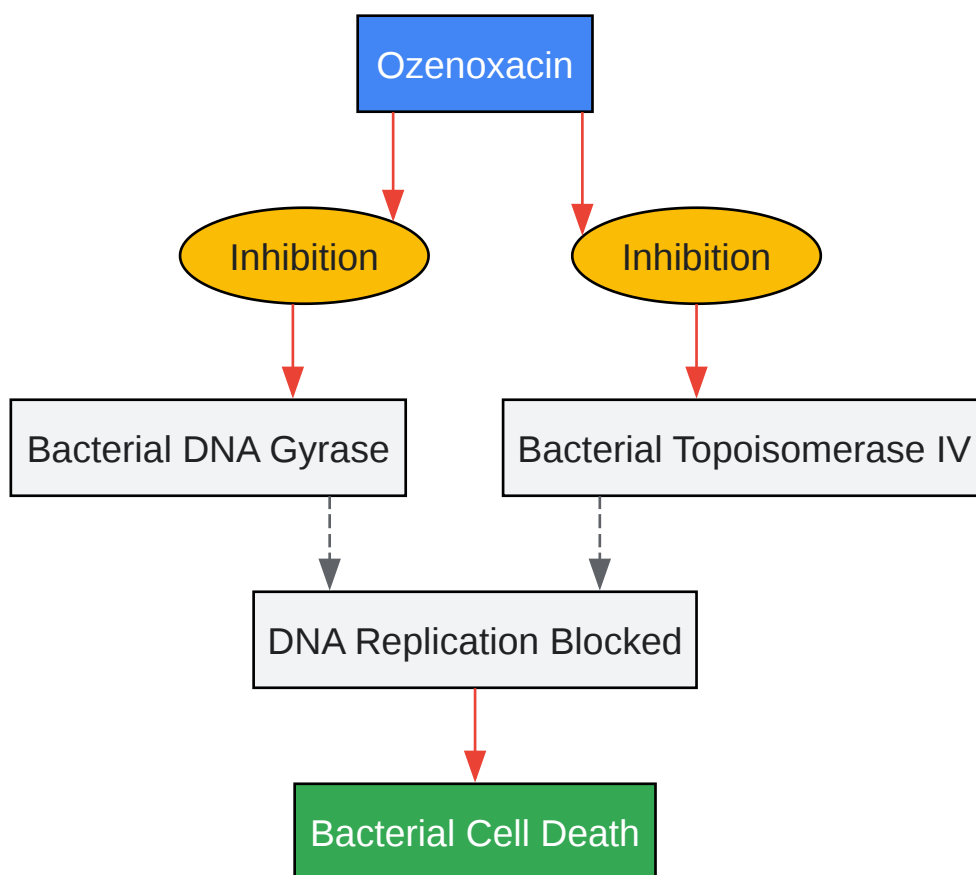 Ozenoxacin
Inhibition
Inhibition
Bacterial DNA Gyrase
Bacterial Topoisomerase IV
DNA Replication Blocked
Bacterial Cell Death